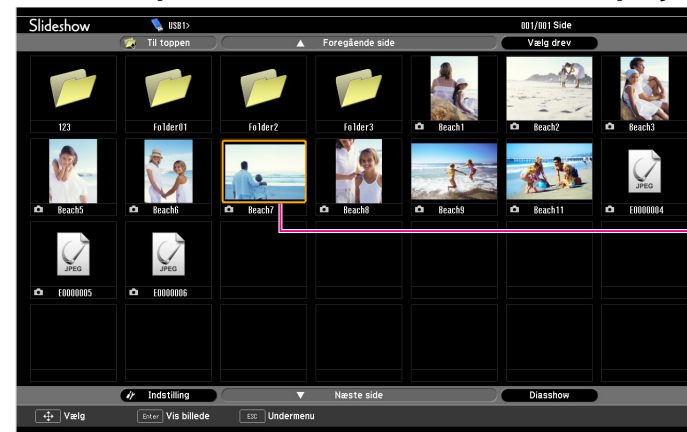 Slideshow USB1> 001/001 Side
Til toppen Foregående side Vælg drev
123 Folder01 Folder2 Folder3 Beach1 Beach2 Beach3
JPEG
Beach5 Beach6 Beach7 Beach8 Beach9 Beach11 E0000004
JPEG JPEG
E0000005 E0000006
Indstilling Næste side Diasshow
Vælg Enter Vis billede ESC Undermenu